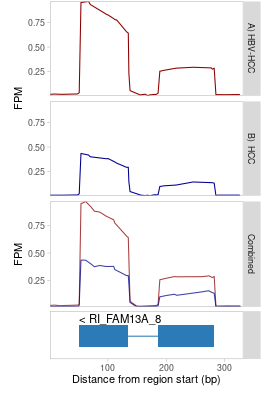 0.75
0.50
0.25
A) HBV-HCC
FPM
0.75
0.50
0.25
B)  HCC
0.75
0.50
0.25
Combined
FPM
< RI_FAM13A_8
100
200
300
Distance from region start (bp)